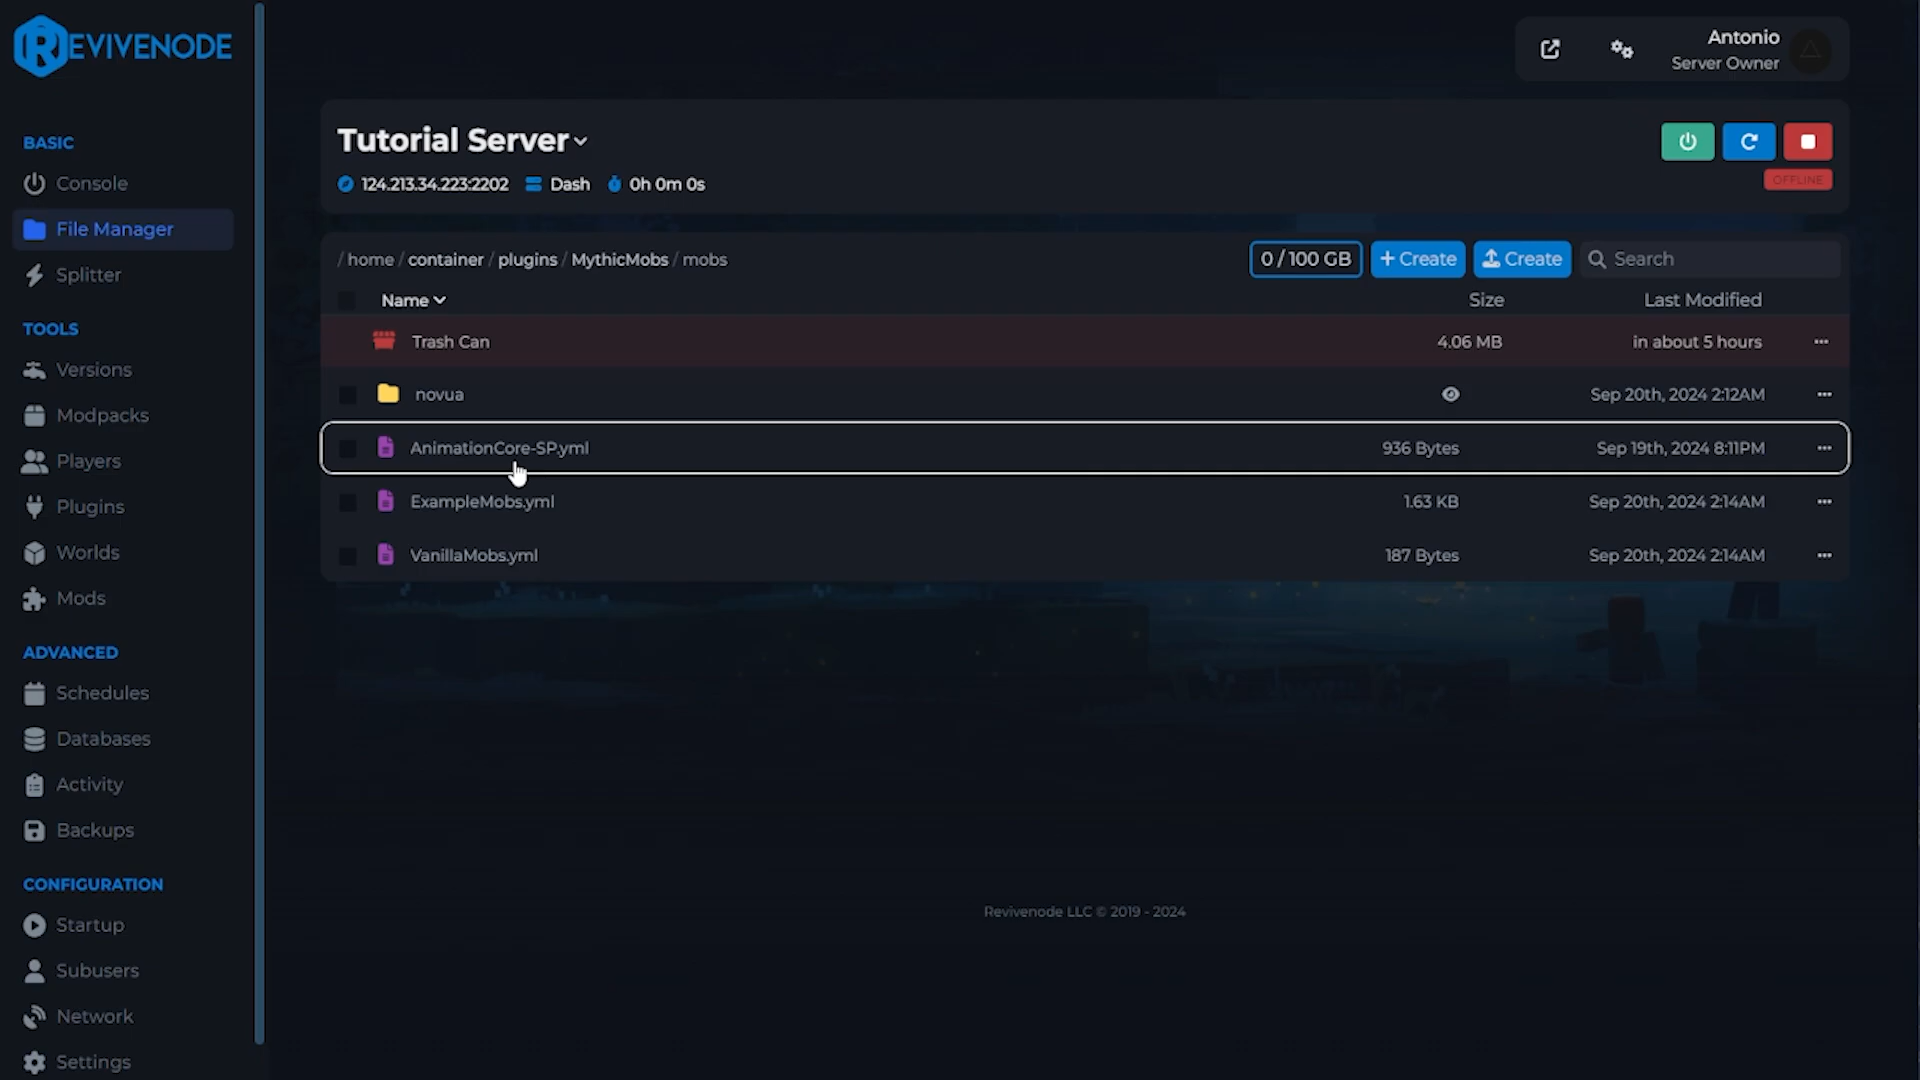 REVIVENODE
Antonio
Server Owner
BASIC
Console
File Manager
Splitter
TOOLS
Versions
Modpacks
Players
Plugins
Worlds
Mods
ADVANCED
Schedules
Databases
Activity
Backups
CONFIGURATION
Startup
Subusers
Network
Settings
Tutorial Server
124.213.34.223:2202 Dash 0h 0m 0s
OFFLINE
/ home / container / plugins / MythicMobs / mobs
0 / 100 GB + Create Create Search
Name Size Last Modified
Trash Can 4.06 MB in about 5 hours
novua Sep 20th, 2024 2:12AM
AnimationCore-SP.yml 936 Bytes Sep 19th, 2024 8:11PM
ExampleMobs.yml 1.63 KB Sep 20th, 2024 2:14AM
VanillaMobs.yml 187 Bytes Sep 20th, 2024 2:14AM
Revivenode LLC © 2019 - 2024